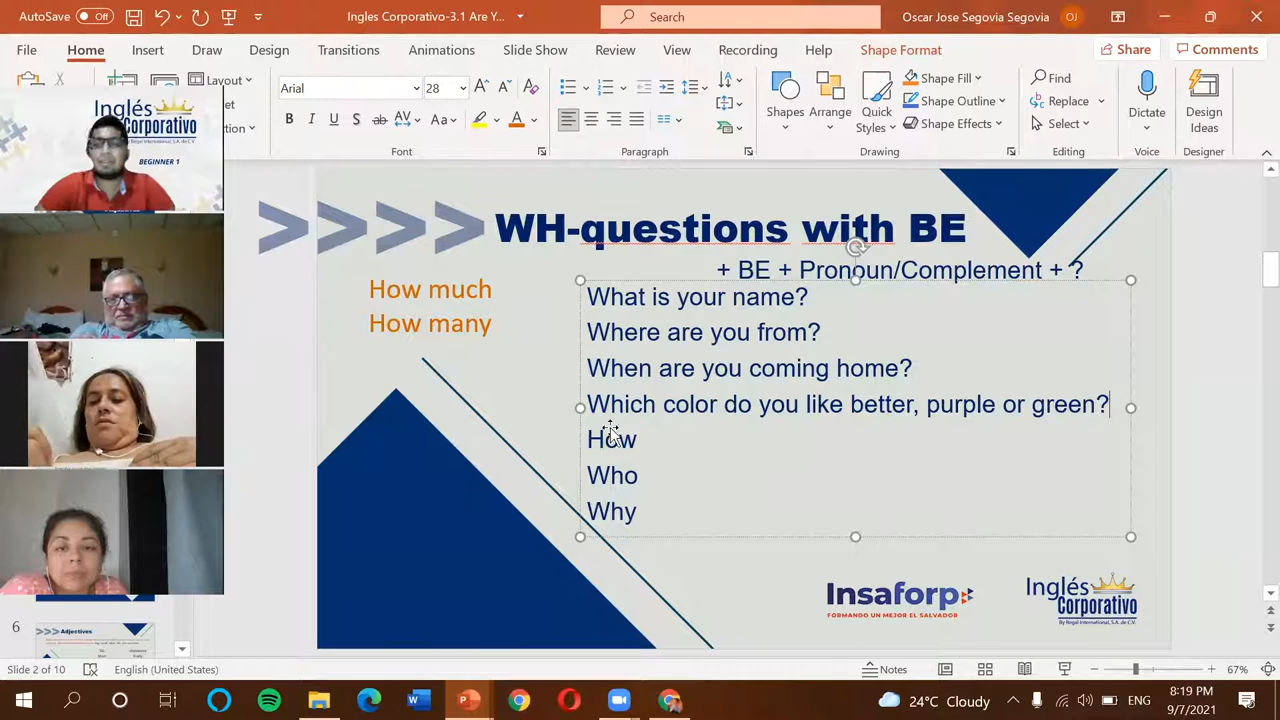 AutoSave Off
Ingles Corporativo-3.1 Are Y...
Search
Oscar Jose Segovia Segovia OJ
File Home Insert Draw Design Transitions Animations Slide Show Review View Recording Help Shape Format
Share Comments
Layout
Arial 28
B I U S ab AV Aa
Shapes Arrange Quick Styles
Shape Fill
Shape Outline
Shape Effects
Find
Replace
Select
Dictate
Design Ideas
Font Paragraph Drawing Editing Voice Designer
Inglés
Corporativo
BEGINNER 1
>>>> WH-questions with BE
+ BE + Pronoun/Complement + ?
How much
How many
What is your name?
Where are you from?
When are you coming home?
Which color do you like better, purple or green?
How
Who
Why
Insaforp
FORMANDO UN MEJOR EL SALVADOR
Inglés
Corporativo
By Regal International, S.A. de C.V.
6
Adjectives
Slide 2 of 10 English (United States) Notes 67%
24°C Cloudy ENG 8:19 PM
9/7/2021